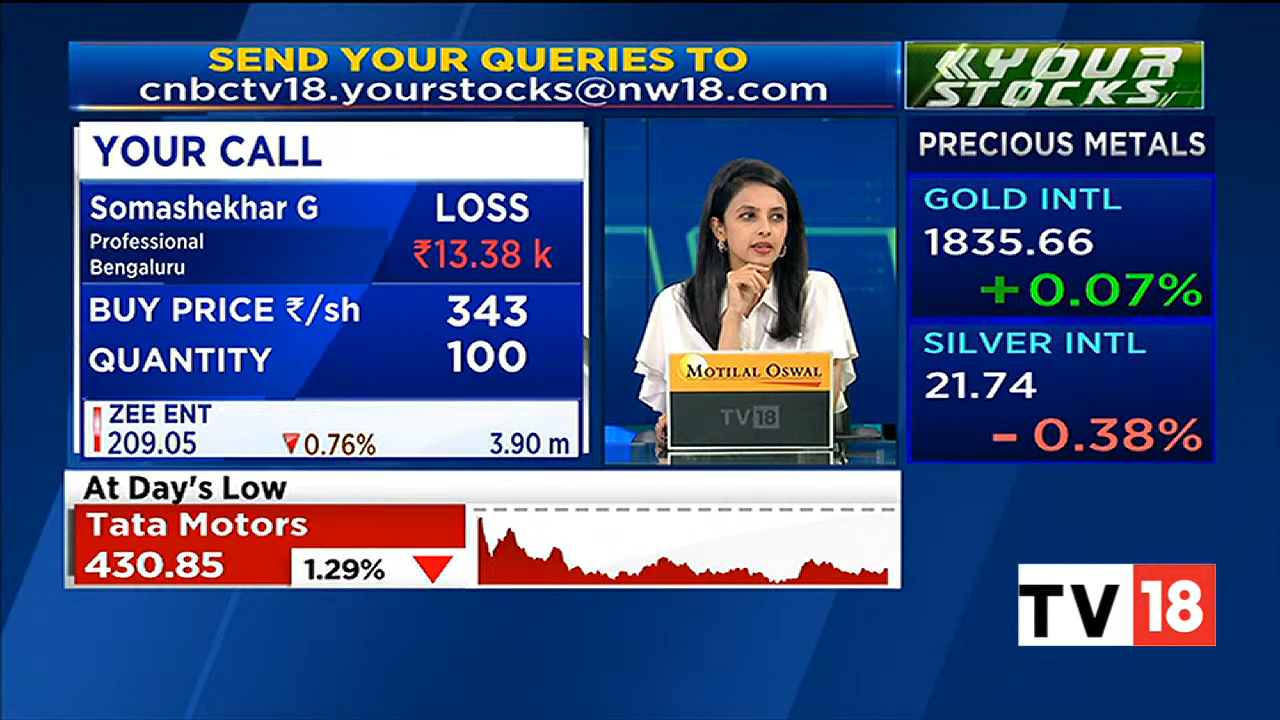 SEND YOUR QUERIES TO
cnbctv18.yourstocks@nw18.com
YOUR
STOCKS
YOUR CALL
Somashekhar G
Professional
Bengaluru
LOSS
₹13.38 k
BUY PRICE ₹/sh 343
QUANTITY 100
ZEE ENT
209.05 ▼0.76% 3.90 m
MOTILAL OSWAL
TV18
PRECIOUS METALS
GOLD INTL
1835.66
+0.07%
SILVER INTL
21.74
- 0.38%
At Day's Low
Tata Motors
430.85 1.29% ▼
TV18